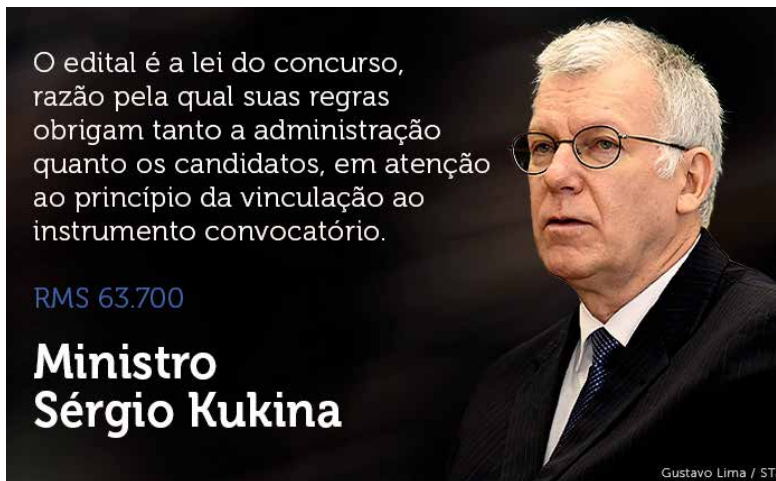 O edital é a lei do concurso,
razão pela qual suas regras
obrigam tanto a administração
quanto os candidatos, em atenção
ao princípio da vinculação ao
instrumento convocatório.
RMS 63.700
Ministro
Sérgio Kukina
Gustavo Lima / ST